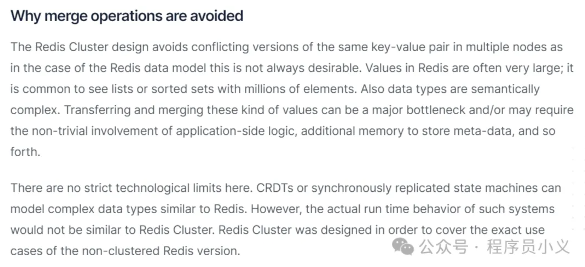 Why merge operations are avoided
The Redis Cluster design avoids conflicting versions of the same key-value pair in multiple nodes as
in the case of the Redis data model this is not always desirable. Values in Redis are often very large; it
is common to see lists or sorted sets with millions of elements. Also data types are semantically
complex. Transferring and merging these kind of values can be a major bottleneck and/or may require
the non-trivial involvement of application-side logic, additional memory to store meta-data, and so
forth.
There are no strict technological limits here. CRDTs or synchronously replicated state machines can
model complex data types similar to Redis. However, the actual run time behavior of such systems
would not be similar to Redis Cluster. Redis Cluster was designed in order to cover the exact use
cases of the non-clustered Redis version.
公众号 · 程序员小义